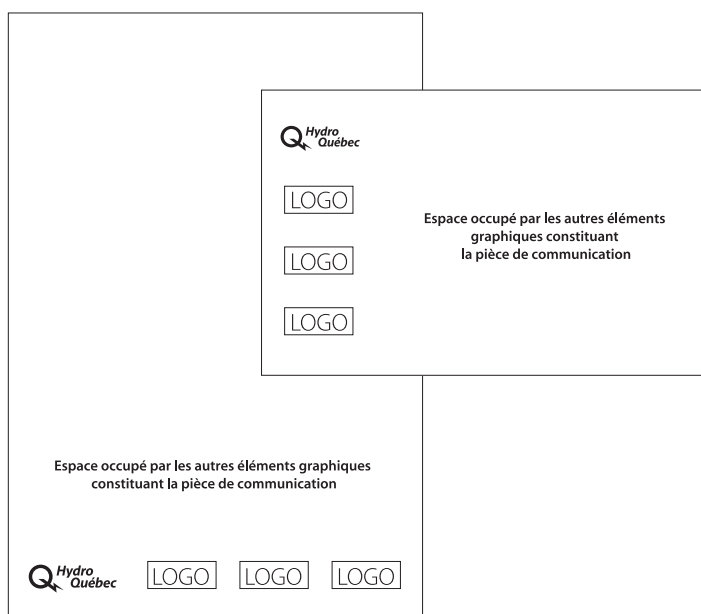 Hydro
Québec
LOGO
LOGO
LOGO
Espace occupé par les autres éléments
graphiques constituant
la pièce de communication
Espace occupé par les autres éléments graphiques
constituant la pièce de communication
Hydro
Québec
LOGO
LOGO
LOGO